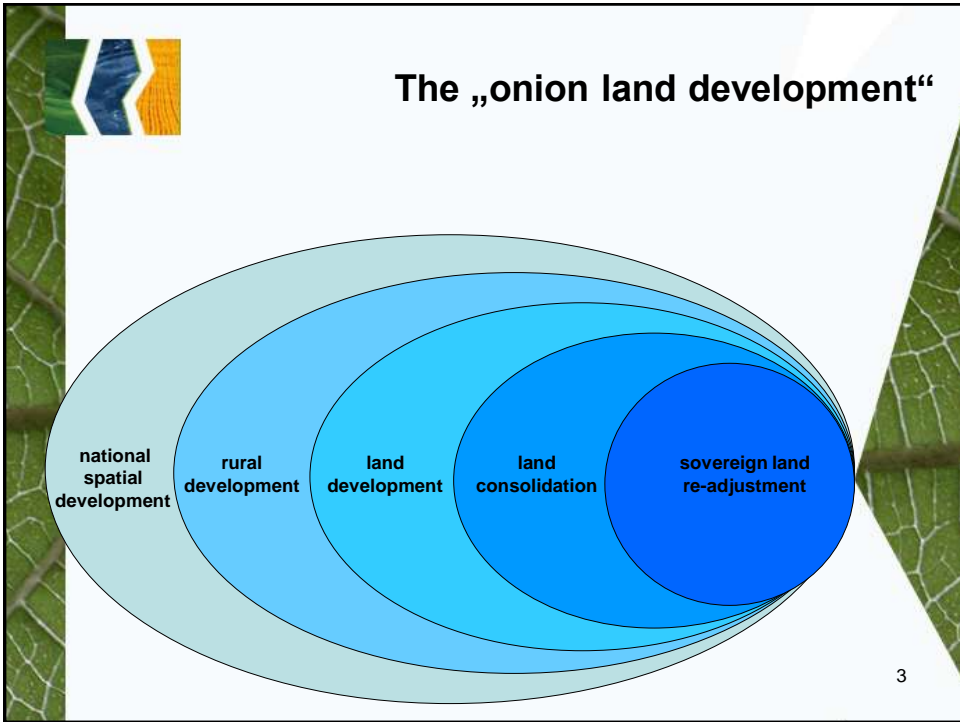 The „onion land development“
national
spatial
development
rural
development
land
development
land
consolidation
sovereign land
re-adjustment
3